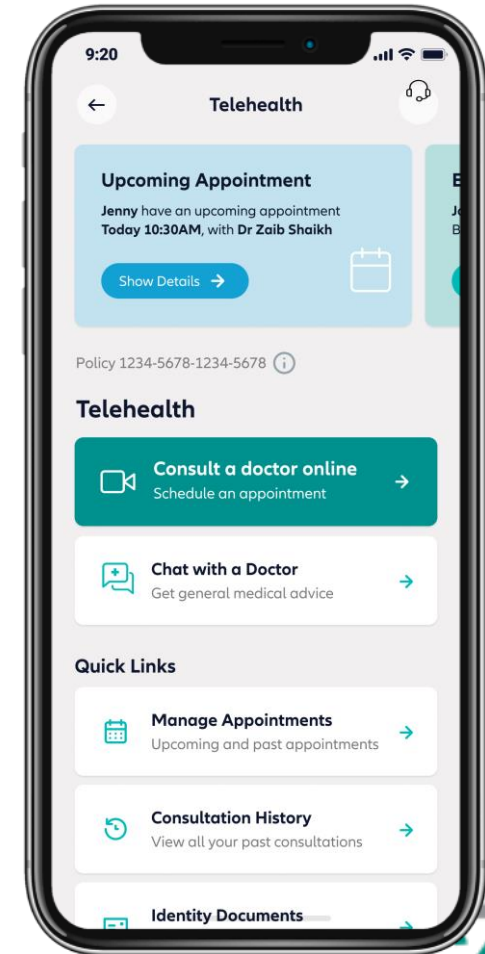 9:20
Telehealth
Upcoming Appointment
Jenny have an upcoming appointment
Today 10:30AM, with Dr Zaib Shaikh
Show Details
Policy 1234-5678-1234-5678
Telehealth
Consult a doctor online
Schedule an appointment
Chat with a Doctor
Get general medical advice
Quick Links
Manage Appointments
Upcoming and past appointments
Consultation History
View all your past consultations
Identity Documents